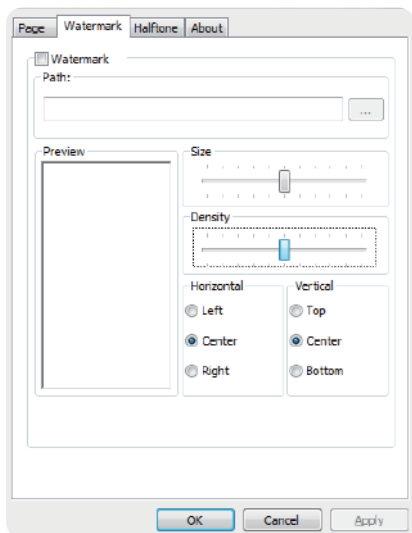 Page Watermark Halftone About
Watermark
Path:
...
Preview
Size
Density
Horizontal Vertical
Left Top
Center Center
Right Bottom
OK Cancel Apply